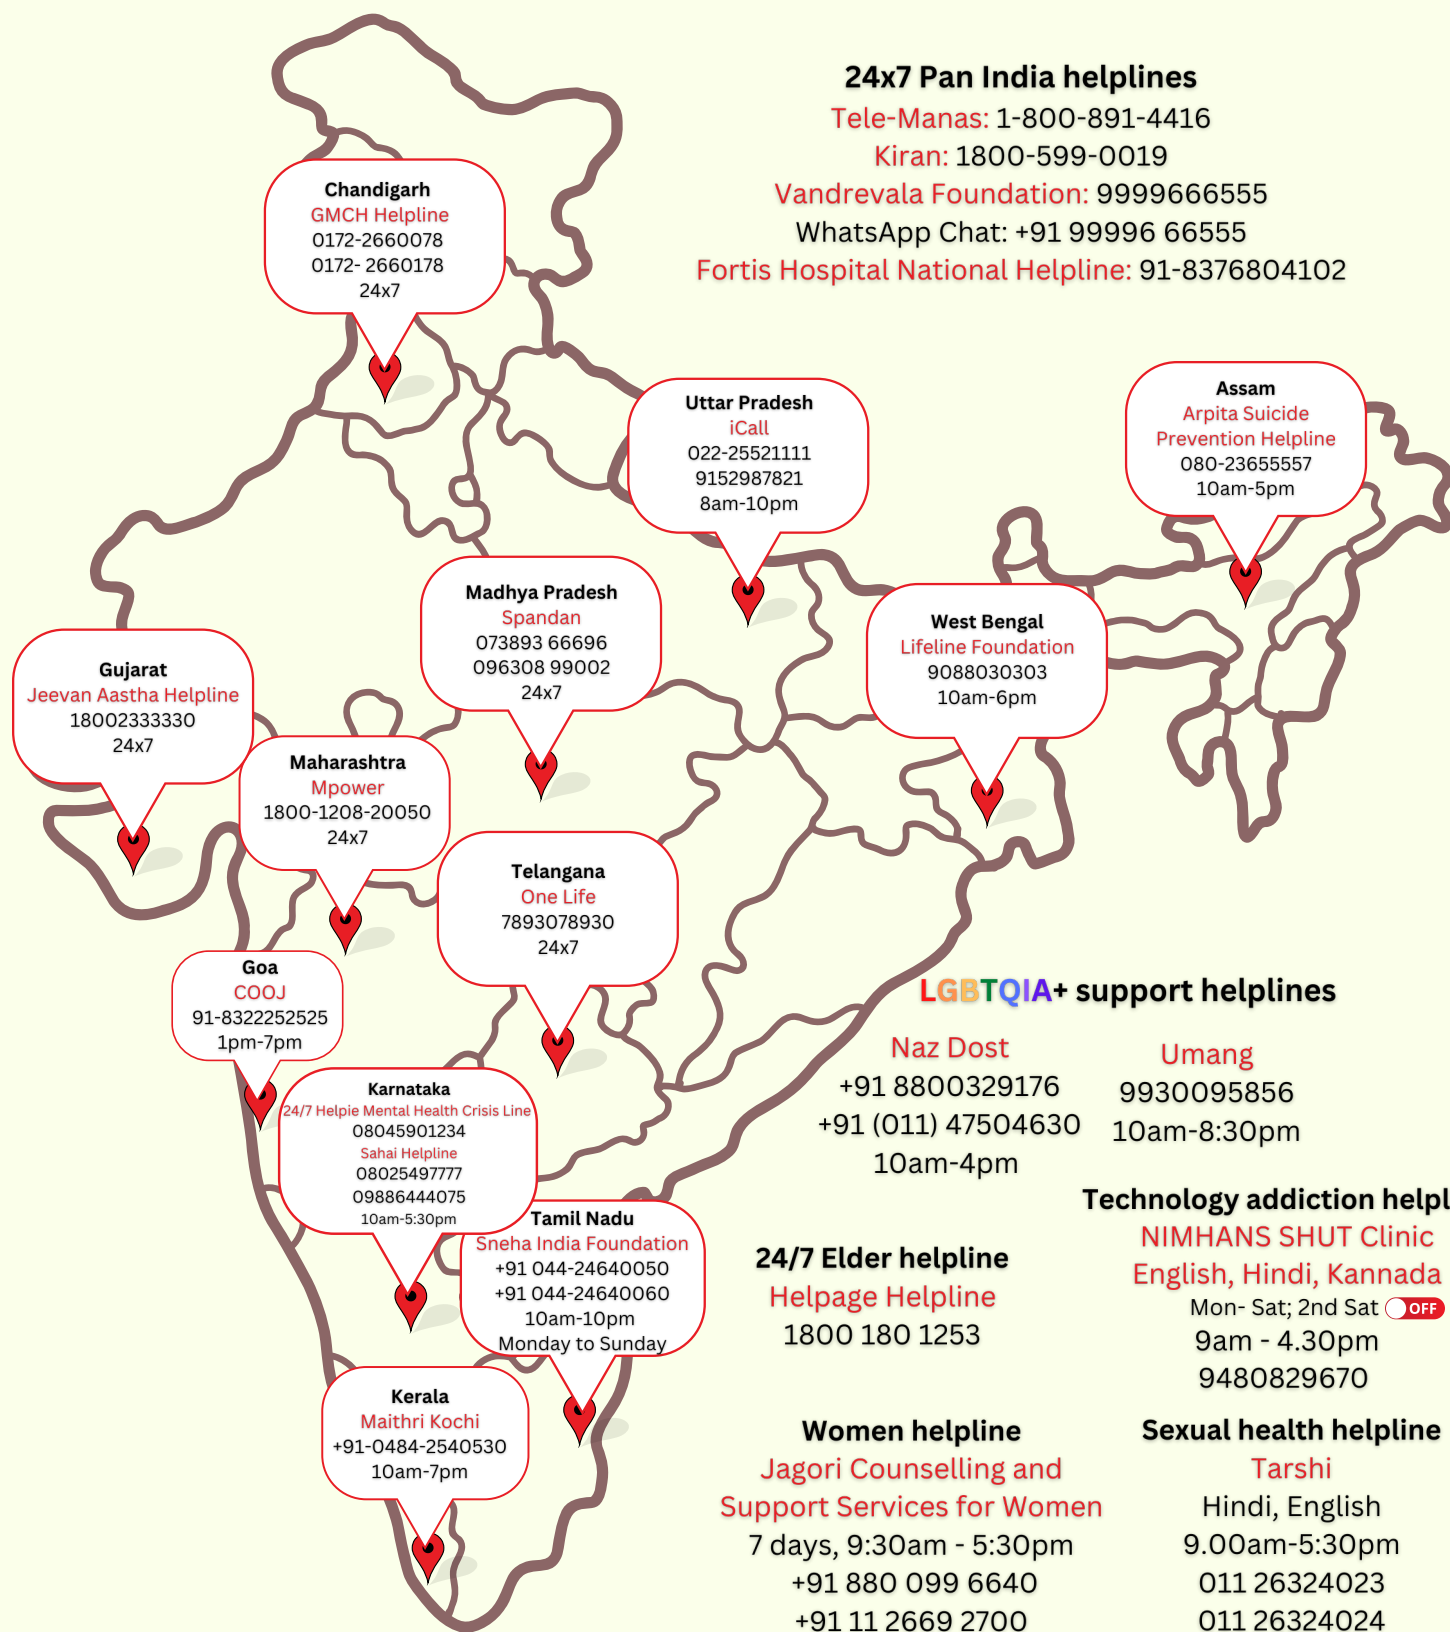 24x7 Pan India helplines
Tele-Manas: 1-800-891-4416
Kiran: 1800-599-0019
Vandrevala Foundation: 9999666555
WhatsApp Chat: +91 99996 66555
Fortis Hospital National Helpline: 91-8376804102
Chandigarh
GMCH Helpline
0172-2660078
0172- 2660178
24x7
Uttar Pradesh
iCall
022-25521111
9152987821
8am-10pm
Assam
Arpita Suicide
Prevention Helpline
080-23655557
10am-5pm
Madhya Pradesh
Spandan
073893 66696
096308 99002
24x7
West Bengal
Lifeline Foundation
9088030303
10am-6pm
Gujarat
Jeevan Aastha Helpline
18002333330
24x7
Maharashtra
Mpower
1800-1208-20050
24x7
Telangana
One Life
7893078930
24x7
Goa
COOJ
91-8322252525
1pm-7pm
Karnataka
24/7 Helpie Mental Health Crisis Line
08045901234
Sahai Helpline
08025497777
09886444075
10am-5:30pm
Tamil Nadu
Sneha India Foundation
+91 044-24640050
+91 044-24640060
10am-10pm
Monday to Sunday
Kerala
Maithri Kochi
+91-0484-2540530
10am-7pm
LGBTQIA+ support helplines
Naz Dost
+91 8800329176
+91 (011) 47504630
10am-4pm
Umang
9930095856
10am-8:30pm
Technology addiction helpl
NIMHANS SHUT Clinic
English, Hindi, Kannada
Mon- Sat; 2nd Sat OFF
9am - 4.30pm
9480829670
24/7 Elder helpline
Helpage Helpline
1800 180 1253
Women helpline
Jagori Counselling and
Support Services for Women
7 days, 9:30am - 5:30pm
+91 880 099 6640
+91 11 2669 2700
Sexual health helpline
Tarshi
Hindi, English
9.00am-5:30pm
011 26324023
011 26324024